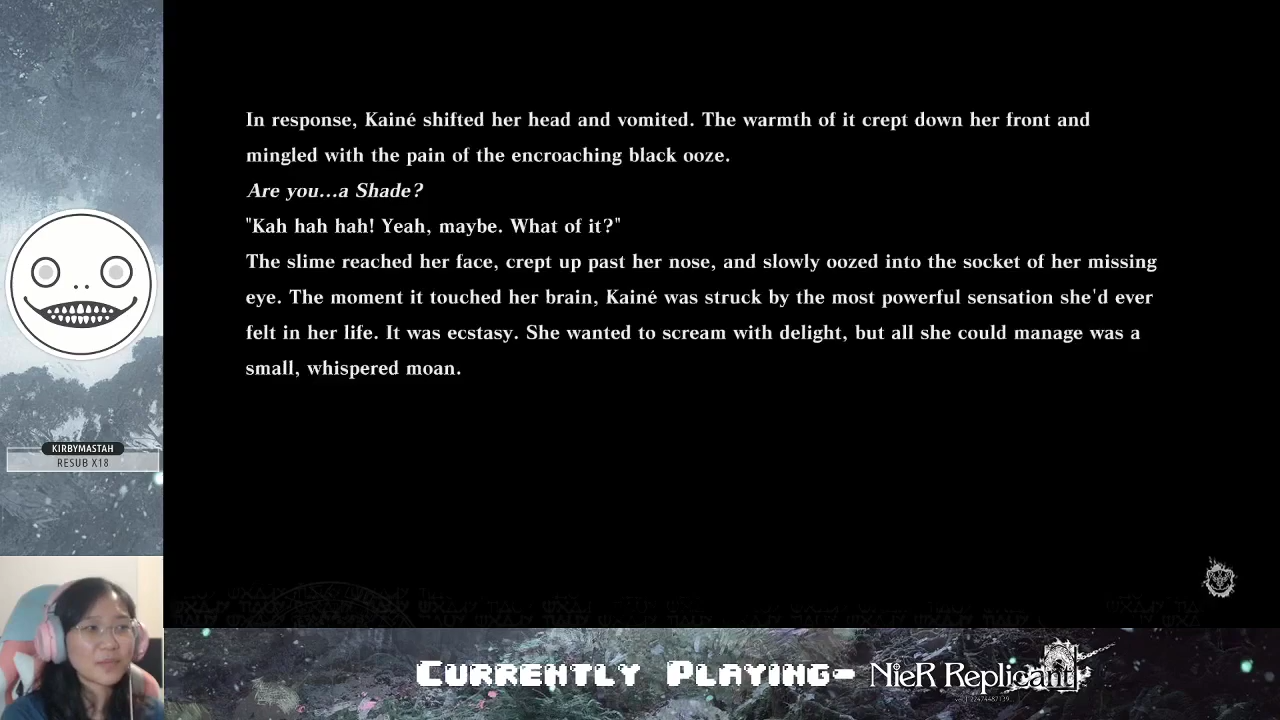 In response, Kainé shifted her head and vomited. The warmth of it crept down her front and
mingled with the pain of the encroaching black ooze.
Are you...a Shade?
"Kah hah hah! Yeah, maybe. What of it?"
The slime reached her face, crept up past her nose, and slowly oozed into the socket of her missing
eye. The moment it touched her brain, Kainé was struck by the most powerful sensation she'd ever
felt in her life. It was ecstasy. She wanted to scream with delight, but all she could manage was a
small, whispered moan.
KIRBYMASTAH
RESUB X18
CURRENTLY PLAYING-
NieR Replicant